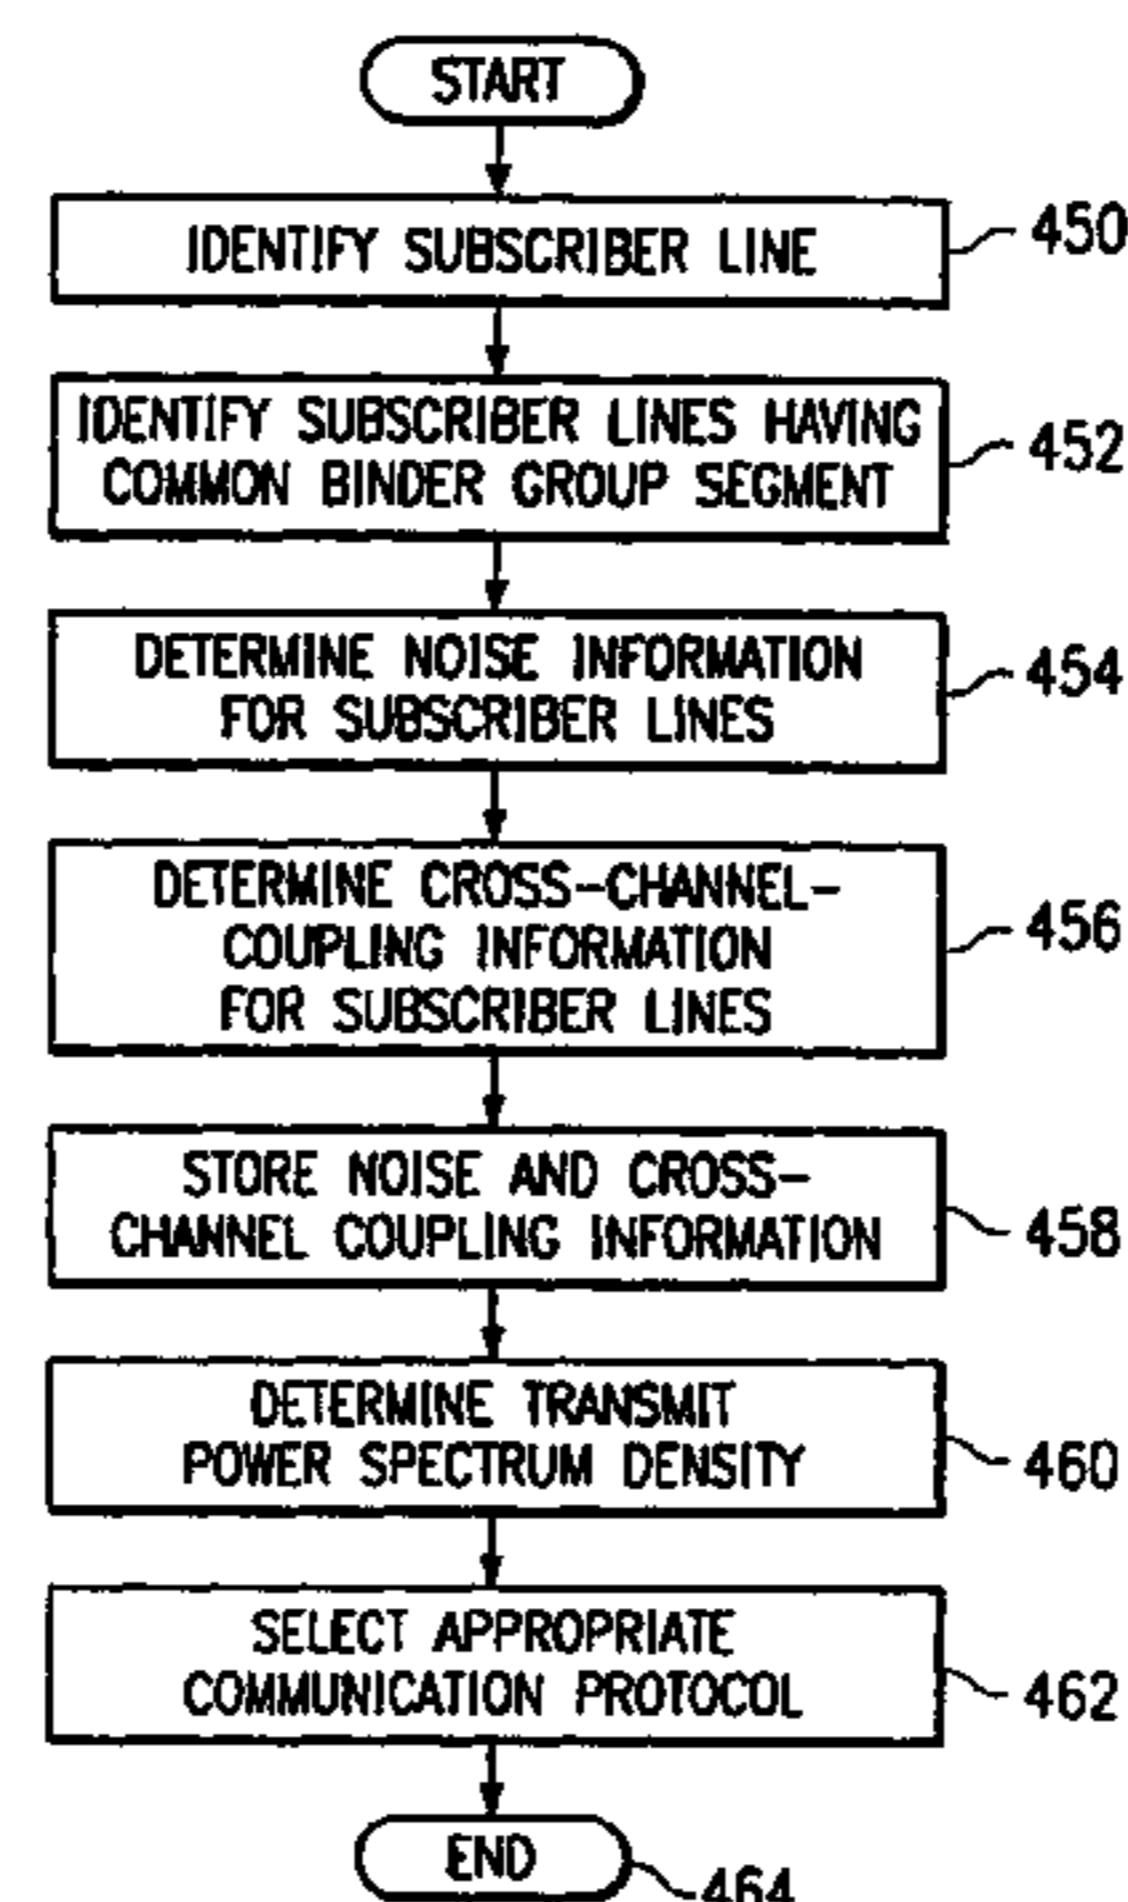 START
IDENTIFY SUBSCRIBER LINE
450
IDENTIFY SUBSCRIBER LINES HAVING
COMMON BINDER GROUP SEGMENT
452
DETERMINE NOISE INFORMATION
FOR SUBSCRIBER LINES
454
DETERMINE CROSS-CHANNEL-
COUPLING INFORMATION
FOR SUBSCRIBER LINES
456
STORE NOISE AND CROSS-
CHANNEL COUPLING INFORMATION
458
DETERMINE TRANSMIT
POWER SPECTRUM DENSITY
460
SELECT APPROPRIATE
COMMUNICATION PROTOCOL
462
END
464